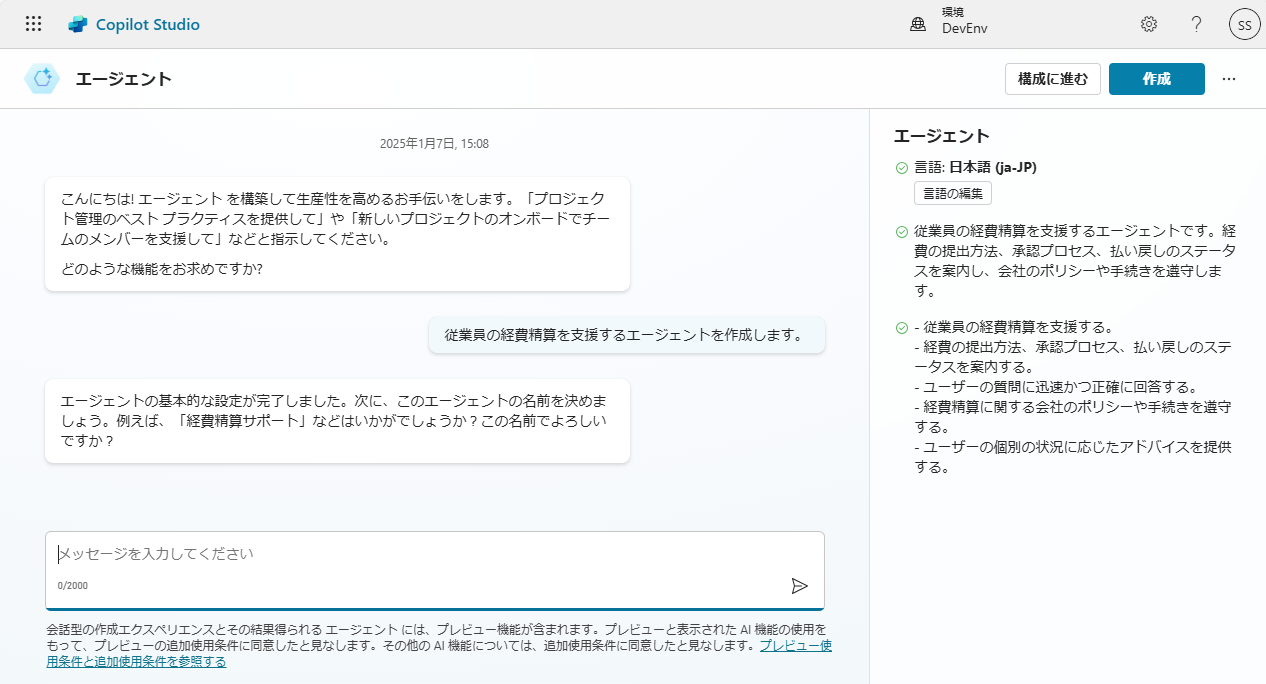 Copilot Studio
環境
DevEnv
?
SS
エージェント
構成に進む
作成
...
2025年1月7日, 15:08
こんにちは! エージェント を構築して生産性を高めるお手伝いをします。「プロジェク
ト管理のベスト プラクティスを提供して」や「新しいプロジェクトのオンボードでチー
ムのメンバーを支援して」などと指示してください。
どのような機能をお求めですか?
従業員の経費精算を支援するエージェントを作成します。
エージェントの基本的な設定が完了しました。次に、このエージェントの名前を決めま
しょう。例えば、「経費精算サポート」などはいかがでしょうか？この名前でよろしい
ですか？
メッセージを入力してください
0/2000
会話型の作成エクスペリエンスとその結果得られる エージェント には、プレビュー機能が含まれます。プレビューと表示された AI 機能の使用を
もって、プレビューの追加使用条件に同意したと見なします。その他の AI 機能については、追加使用条件に同意したと見なします。プレビュー使
用条件と追加使用条件を参照する
エージェント
言語: 日本語 (ja-JP)
言語の編集
従業員の経費精算を支援するエージェントです。経
費の提出方法、承認プロセス、払い戻しのステータ
スを案内し、会社のポリシーや手続きを遵守しま
す。
- 従業員の経費精算を支援する。
- 経費の提出方法、承認プロセス、払い戻しのステ
ータスを案内する。
- ユーザーの質問に迅速かつ正確に回答する。
- 経費精算に関する会社のポリシーや手続きを遵守
する。
- ユーザーの個別の状況に応じたアドバイスを提供
する。